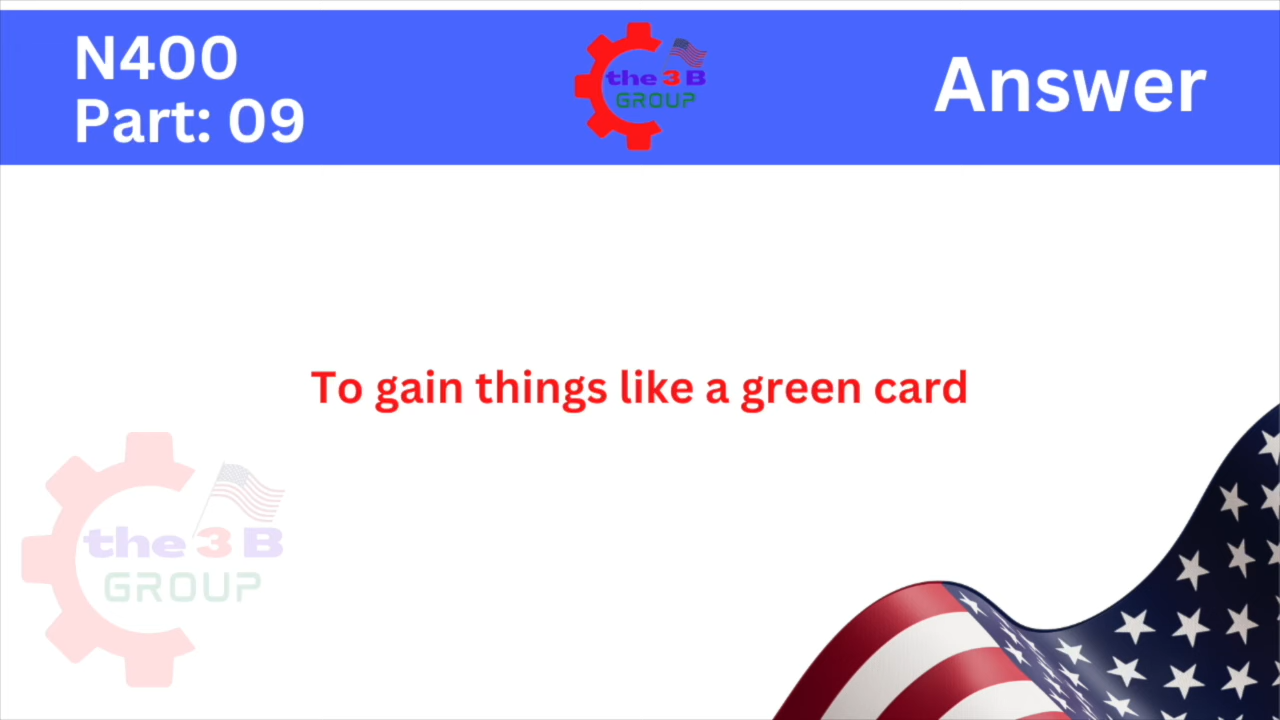 N400
Part: 09
the 3 B
GROUP
Answer
To gain things like a green card
the 3 B
GROUP